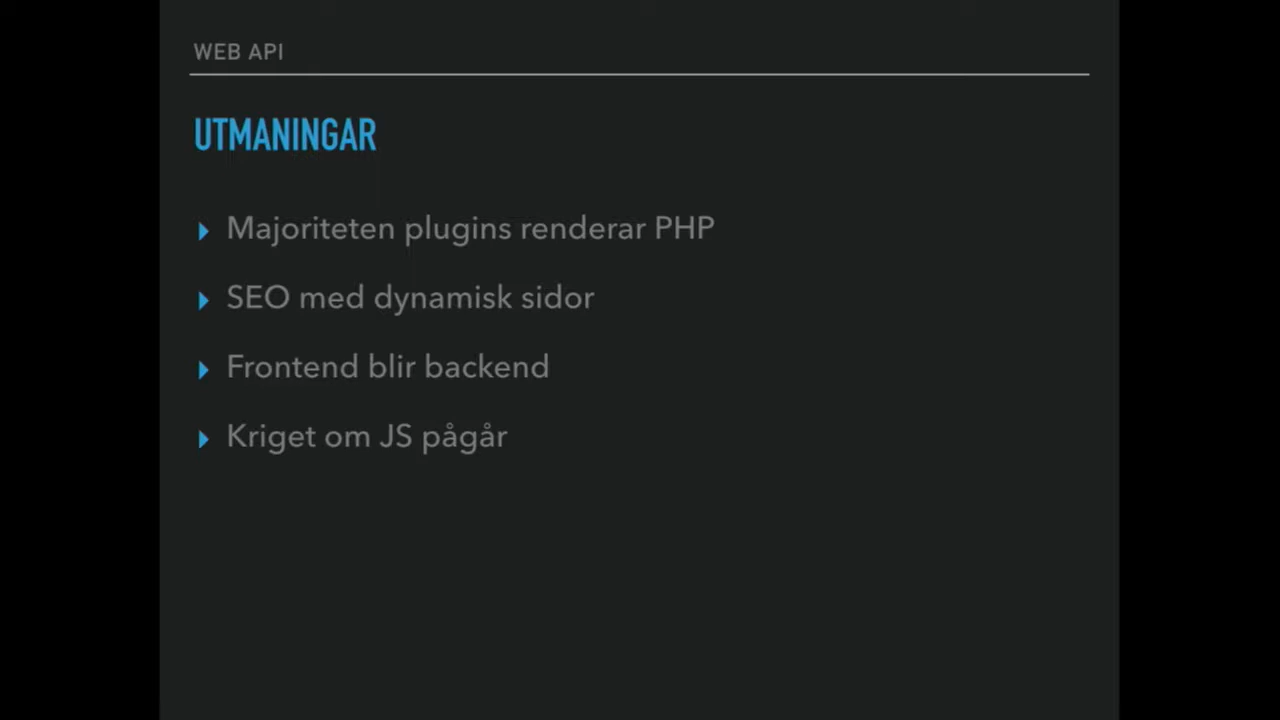 WEB API
UTMANINGAR
Majoriteten plugins renderar PHP
SEO med dynamisk sidor
Frontend blir backend
Kriget om JS pågår